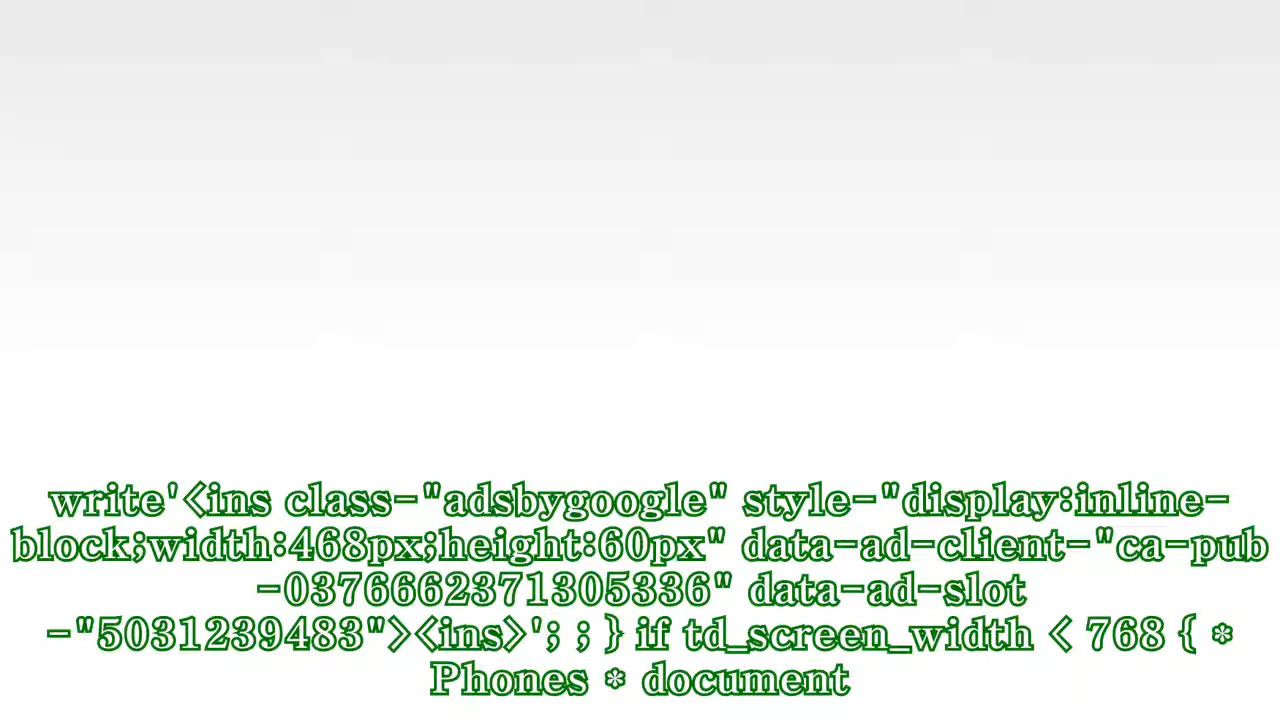 write'<ins class-"adsbygoogle" style-"display:inline-
block;width:468px;height:60px" data-ad-client-"ca-pub
-0376662371305336" data-ad-slot
-"5031239483"><ins>'; ; } if td_screen_width < 768 { *
Phones * document